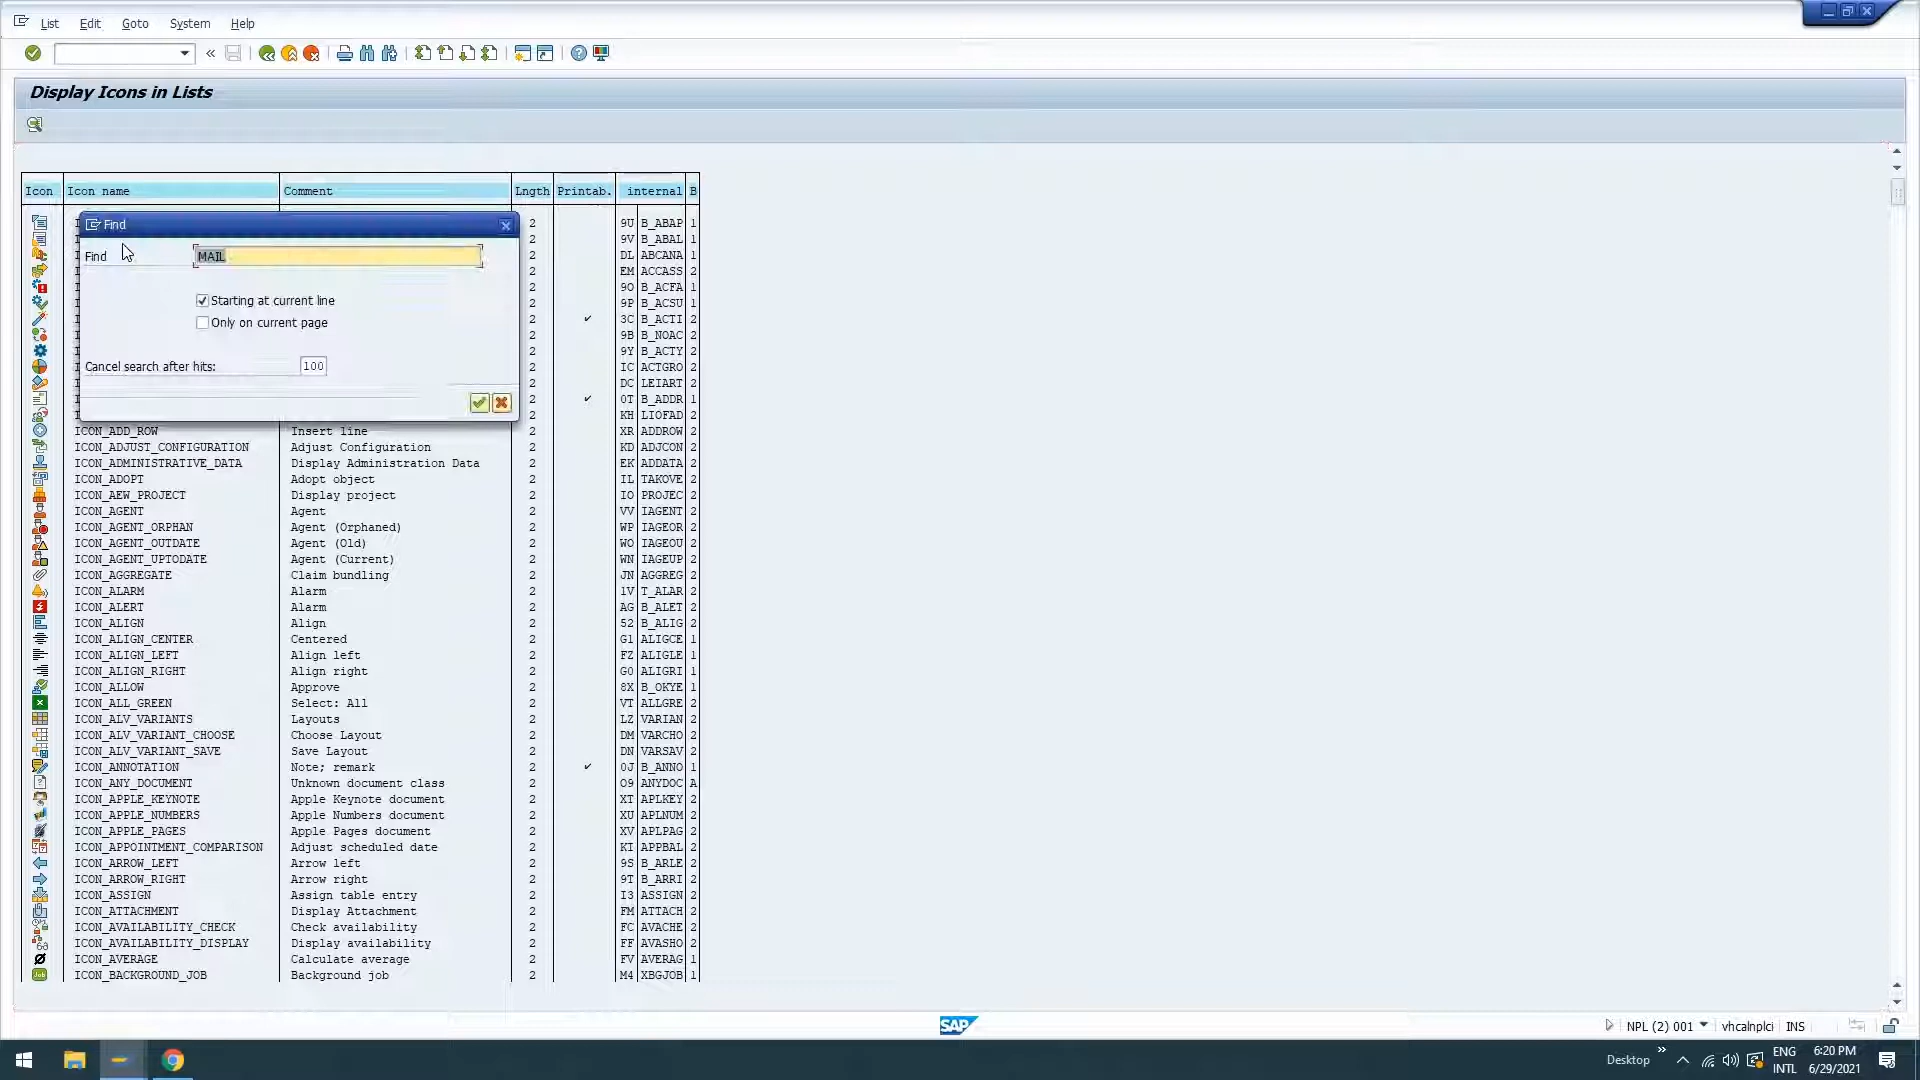 List Edit Goto System Help
Display Icons in Lists
Icon Icon name Comment Lngth Printab. internal B
2 9U B_ABAP 1
Find
2 9V B_ABAL 1
Find MAIL
2 DL ABCANA 1
2 EM ACCASS 2
2 9O B_ACFA 1
Starting at current line
2 9P B_ACSU 1
Only on current page
2 ✓ 3C B_ACTI 2
2 9B B_NOAC 2
2 9Y B_ACTY 2
Cancel search after hits: 100
2 IC ACTGRO 2
2 DC LEIART 2
2 ✓ 0T B_ADDR 1
2 KH LIOFAD 2
ICON_ADD_ROW Insert line 2 XR ADDROW 2
ICON_ADJUST_CONFIGURATION Adjust Configuration 2 KD ADJCON 2
ICON_ADMINISTRATIVE_DATA Display Administration Data 2 EK ADDATA 2
ICON_ADOPT Adopt object 2 IL TAKOVE 2
ICON_AEW_PROJECT Display project 2 IO PROJEC 2
ICON_AGENT Agent 2 VV IAGENT 2
ICON_AGENT_ORPHAN Agent (Orphaned) 2 WP IAGEOR 2
ICON_AGENT_OUTDATE Agent (Old) 2 WO IAGEOU 2
ICON_AGENT_UPTODATE Agent (Current) 2 WN IAGEUP 2
ICON_AGGREGATE Claim bundling 2 JN AGGREG 2
ICON_ALARM Alarm 2 1V T_ALAR 2
ICON_ALERT Alarm 2 AG B_ALET 2
ICON_ALIGN Align 2 52 B_ALIG 2
ICON_ALIGN_CENTER Centered 2 G1 ALIGCE 1
ICON_ALIGN_LEFT Align left 2 FZ ALIGLE 1
ICON_ALIGN_RIGHT Align right 2 G0 ALIGRI 1
ICON_ALLOW Approve 2 8X B_OKYE 1
ICON_ALL_GREEN Select: All 2 VT ALLGRE 2
ICON_ALV_VARIANTS Layouts 2 LZ VARIAN 2
ICON_ALV_VARIANT_CHOOSE Choose Layout 2 DM VARCHO 2
ICON_ALV_VARIANT_SAVE Save Layout 2 DN VARSAV 2
ICON_ANNOTATION Note; remark 2 ✓ 0J B_ANNO 1
ICON_ANY_DOCUMENT Unknown document class 2 O9 ANYDOC A
ICON_APPLE_KEYNOTE Apple Keynote document 2 XT APLKEY 2
ICON_APPLE_NUMBERS Apple Numbers document 2 XU APLNUM 2
ICON_APPLE_PAGES Apple Pages document 2 XV APLPAG 2
ICON_APPOINTMENT_COMPARISON Adjust scheduled date 2 KI APPBAL 2
ICON_ARROW_LEFT Arrow left 2 9S B_ARLE 2
ICON_ARROW_RIGHT Arrow right 2 9T B_ARRI 2
ICON_ASSIGN Assign table entry 2 I3 ASSIGN 2
ICON_ATTACHMENT Display Attachment 2 FM ATTACH 2
ICON_AVAILABILITY_CHECK Check availability 2 FC AVACHE 2
ICON_AVAILABILITY_DISPLAY Display availability 2 FF AVASHO 2
ICON_AVERAGE Calculate average 2 FV AVERAG 1
ICON_BACKGROUND_JOB Background job 2 M4 XBGJOB 1
SAP NPL (2) 001 vhcalnplci INS
Desktop ENG 6:20 PM
INTL 6/29/2021